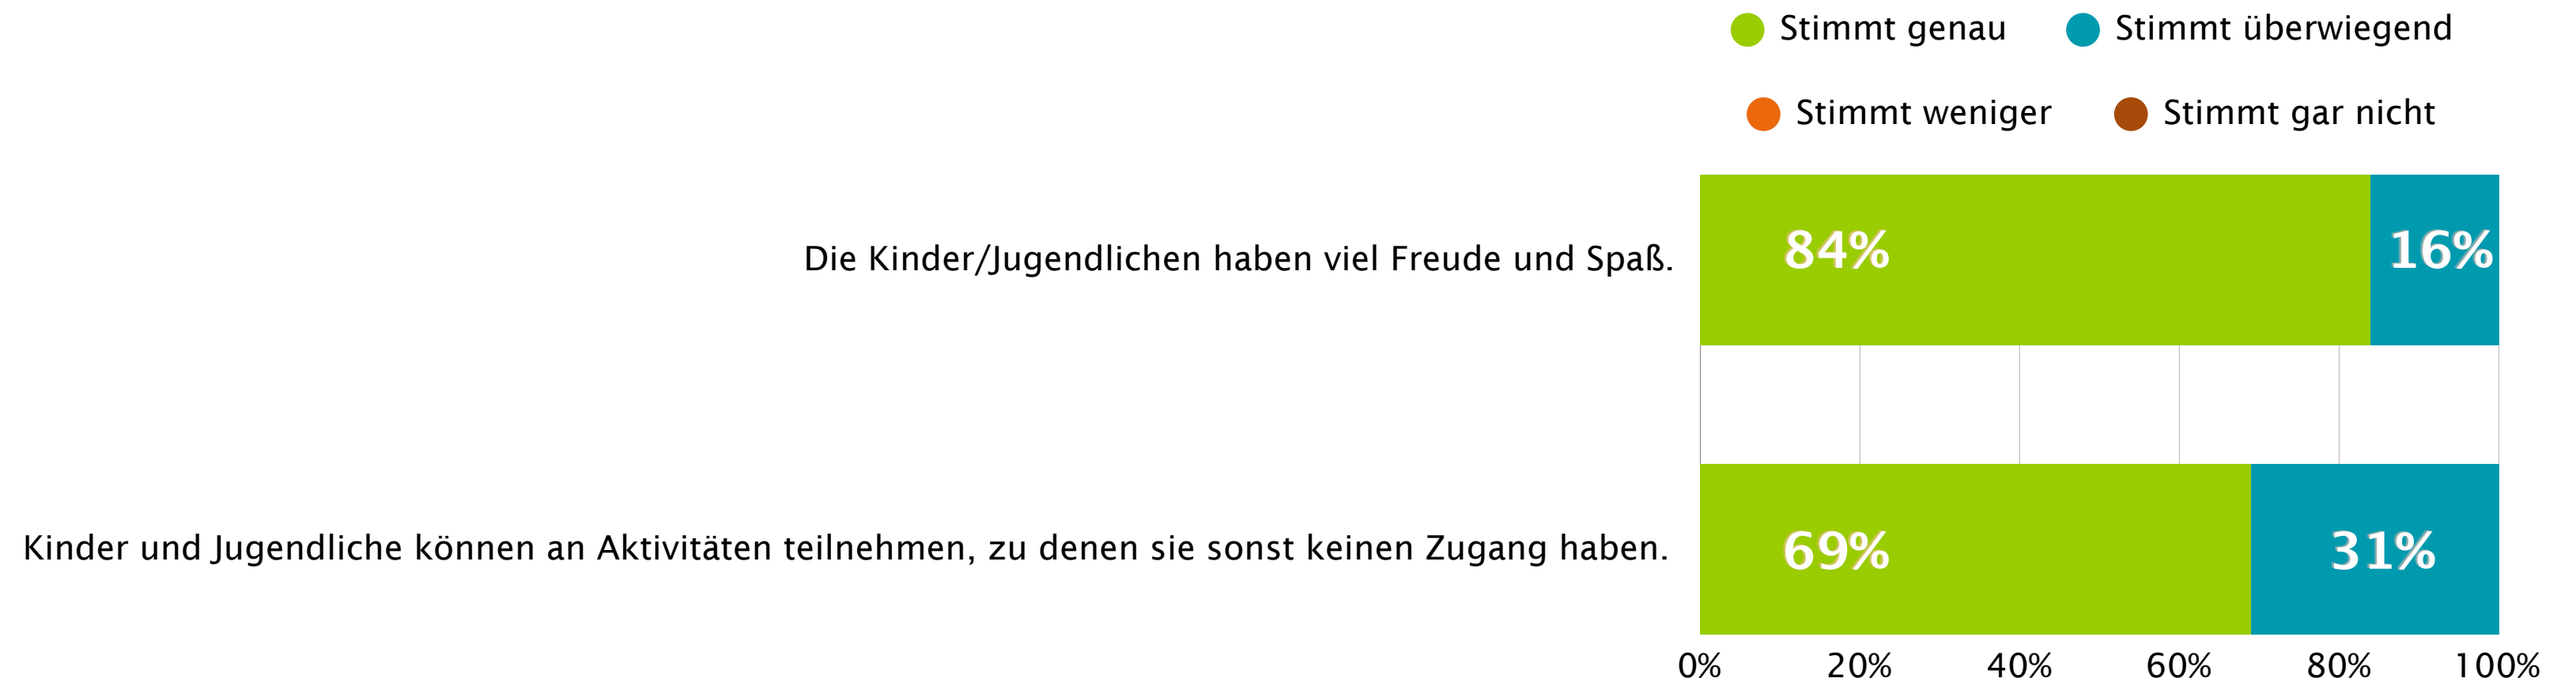 Stimmt genau Stimmt überwiegend
Stimmt weniger Stimmt gar nicht
Die Kinder/Jugendlichen haben viel Freude und Spaß. 84% 16%
Kinder und Jugendliche können an Aktivitäten teilnehmen, zu denen sie sonst keinen Zugang haben. 69% 31%
0% 20% 40% 60% 80% 100%